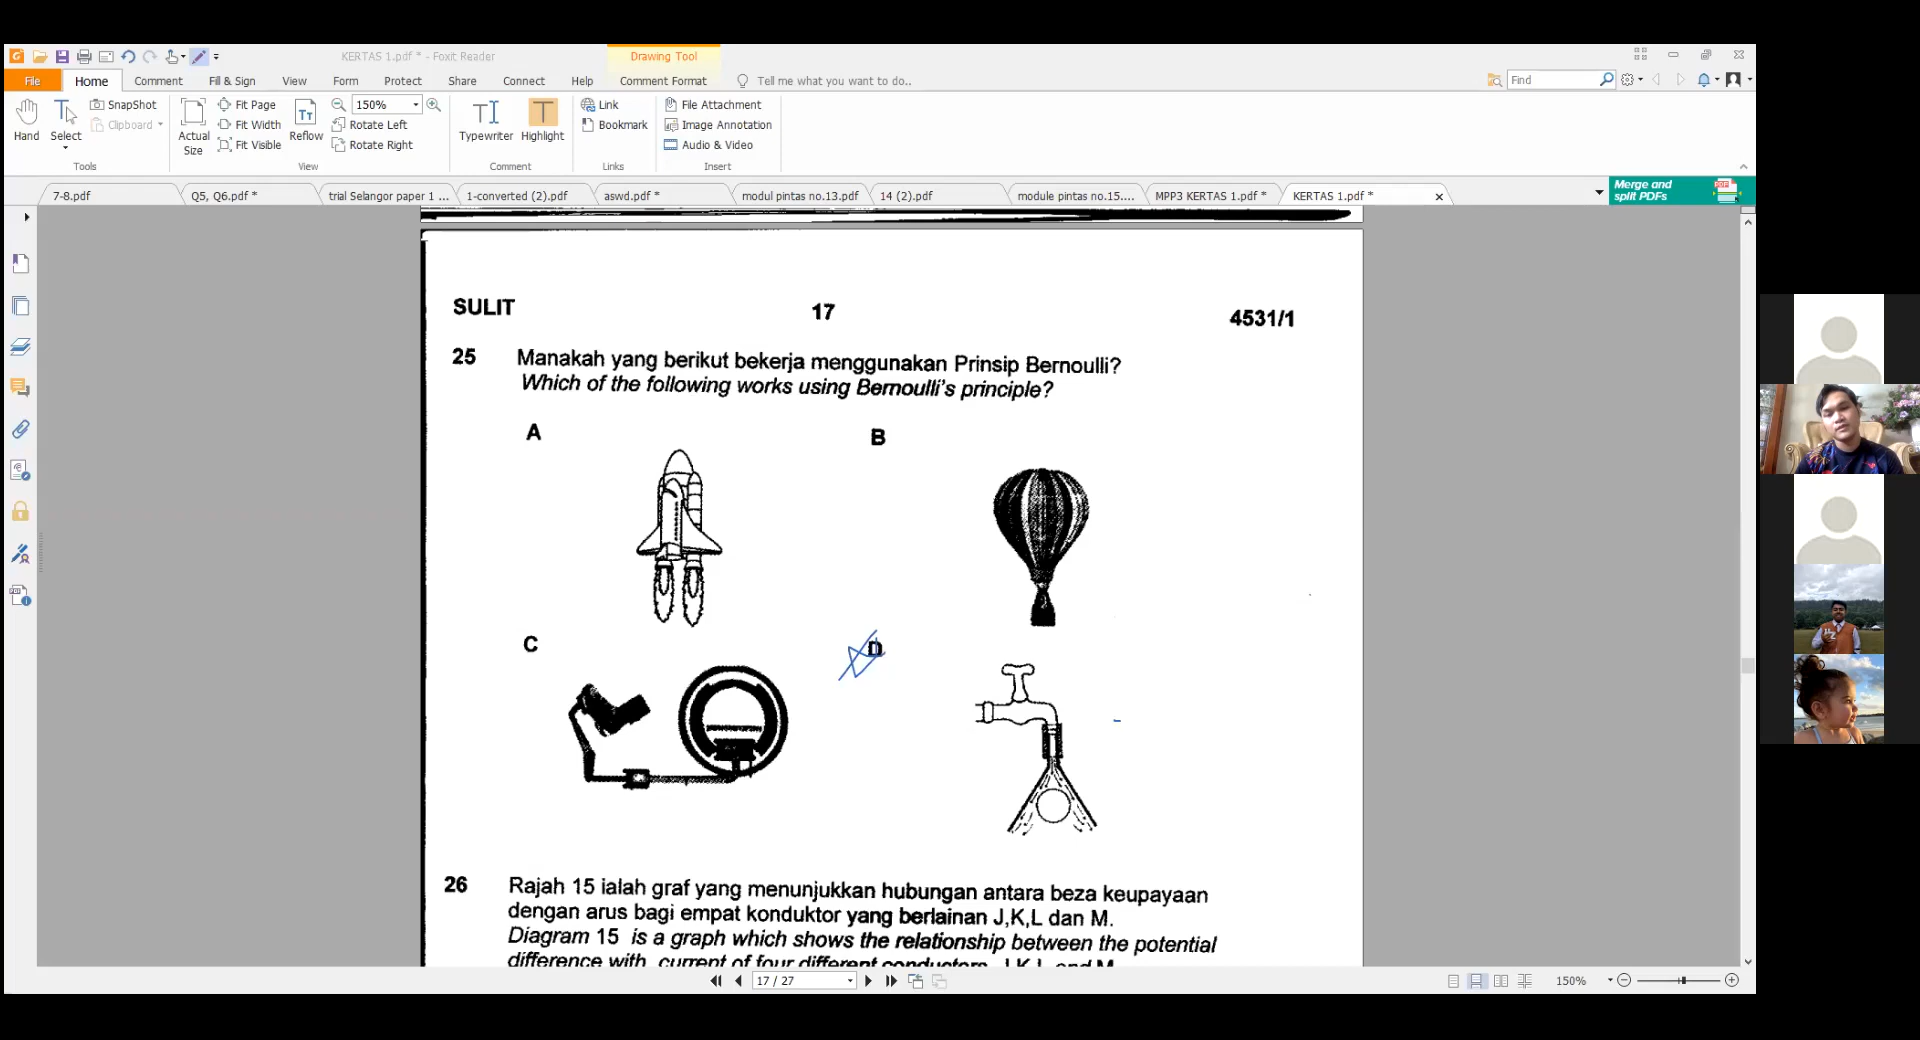 KERTAS 1.pdf * - Foxit Reader
Drawing Tool
File Home Comment Fill & Sign View Form Protect Share Connect Help Comment Format Tell me what you want to do.. Find
SnapShot Fit Page 150% Link File Attachment
Clipboard Fit Width Rotate Left Bookmark Image Annotation
Hand Select Actual Size Fit Visible Reflow Rotate Right Typewriter Highlight Audio & Video
Tools View Comment Links Insert
7-8.pdf Q5, Q6.pdf * trial Selangor paper 1 ... 1-converted (2).pdf aswd.pdf * modul pintas no.13.pdf 14 (2).pdf module pintas no.15.... MPP3 KERTAS 1.pdf * KERTAS 1.pdf *
Merge and
split PDFs
SULIT 17 4531/1
25 Manakah yang berikut bekerja menggunakan Prinsip Bernoulli?
Which of the following works using Bernoulli's principle?
A B
C D
26 Rajah 15 ialah graf yang menunjukkan hubungan antara beza keupayaan
dengan arus bagi empat konduktor yang berlainan J,K,L dan M.
Diagram 15 is a graph which shows the relationship between the potential
difference with current of four different conductors J,K,L and M
17 / 27 150%